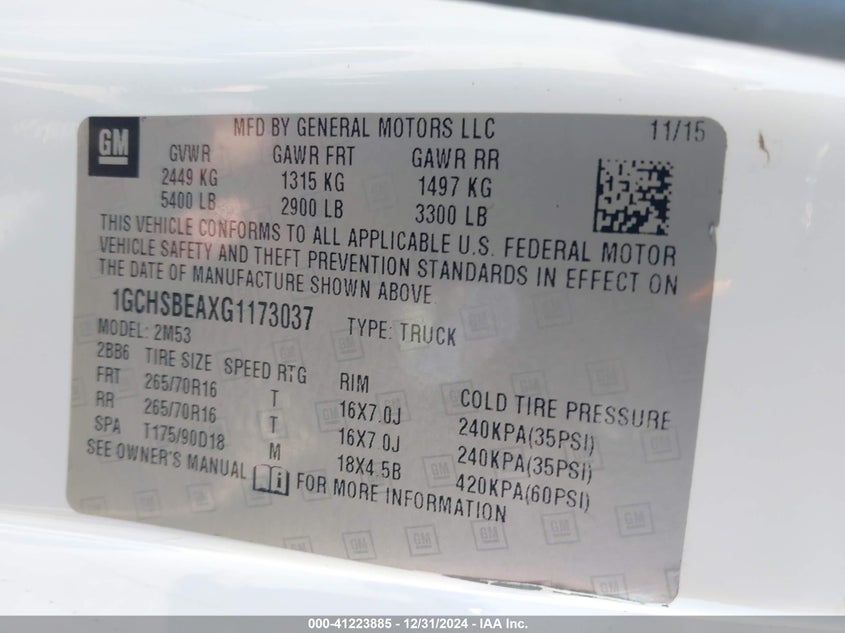 GM
MFD BY GENERAL MOTORS LLC 11/15
GVWR GAWR FRT GAWR RR
2449 KG 1315 KG 1497 KG
5400 LB 2900 LB 3300 LB
THIS VEHICLE CONFORMS TO ALL APPLICABLE U.S. FEDERAL MOTOR
VEHICLE SAFETY AND THEFT PREVENTION STANDARDS IN EFFECT ON
THE DATE OF MANUFACTURE SHOWN ABOVE.
1GCHSBEAXG1173037 TYPE: TRUCK
MODEL: 2M53
2BB6 TIRE SIZE SPEED RTG RIM COLD TIRE PRESSURE
FRT 265/70R16 T 16X7.0J 240KPA(35PSI)
RR 265/70R16 T 16X7.0J 240KPA(35PSI)
SPA T175/90D18 M 18X4.5B 420KPA(60PSI)
SEE OWNER'S MANUAL FOR MORE INFORMATION
000-41223885 - 12/31/2024 - IAA Inc.